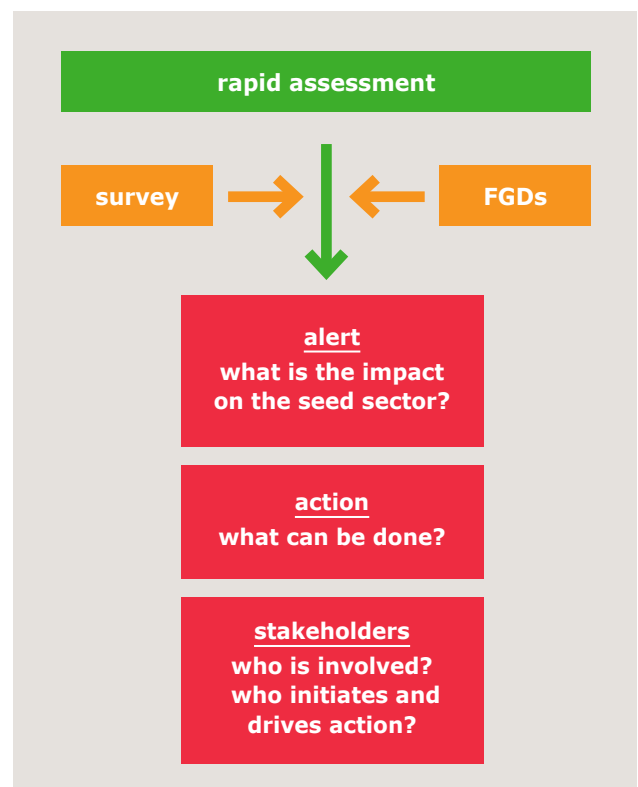 rapid assessment
survey
FGDs
alert
what is the impact
on the seed sector?
action
what can be done?
stakeholders
who is involved?
who initiates and
drives action?